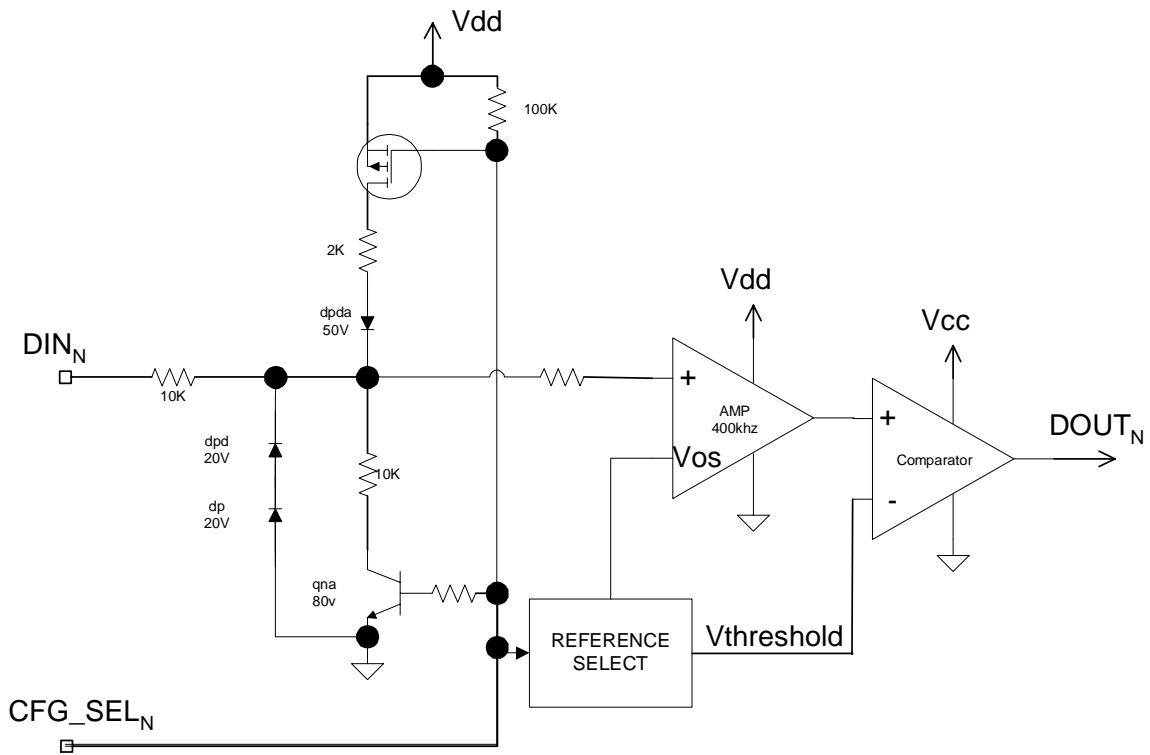 Vdd
100K
2K
dpda
50V
Vdd
Vcc
DIN_N
10K
+
AMP
400khz
Vos
+
Comparator
-
DOUT_N
dpd
20V
10K
dp
20V
qna
80v
REFERENCE
SELECT
Vthreshold
CFG_SEL_N